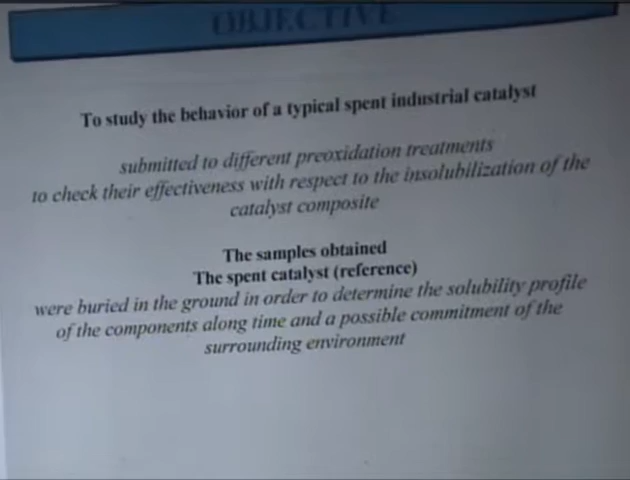 OBJECTIVE
To study the behavior of a typical spent industrial catalyst
submitted to different preoxidation treatments
to check their effectiveness with respect to the insolubilization of the
catalyst composite
The samples obtained
The spent catalyst (reference)
were buried in the ground in order to determine the solubility profile
of the components along time and a possible commitment of the
surrounding environment